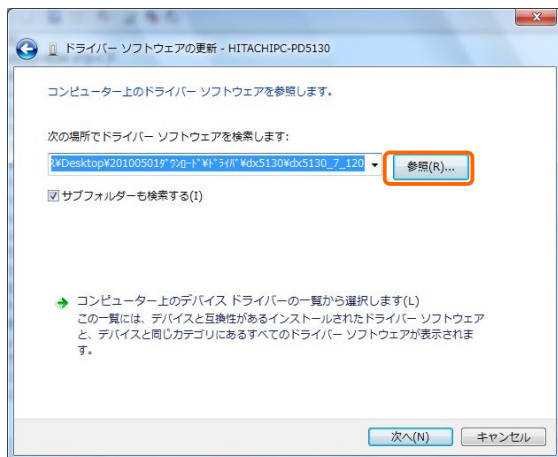 ドライバー ソフトウェアの更新 - HITACHIPC-PD5130
コンピューター上のドライバー ソフトウェアを参照します。
次の場所でドライバー ソフトウェアを検索します:
R¥Desktop¥20100501ﾀﾞｳﾝﾛｰﾄﾞ¥ﾄﾞﾗｲﾊﾞ¥dx5130¥dx5130_7_120
参照(R)...
サブフォルダーも検索する(I)
コンピューター上のデバイス ドライバーの一覧から選択します(L)
この一覧には、デバイスと互換性があるインストールされたドライバー ソフトウェア
と、デバイスと同じカテゴリにあるすべてのドライバー ソフトウェアが表示されま
す。
次へ(N)
キャンセル